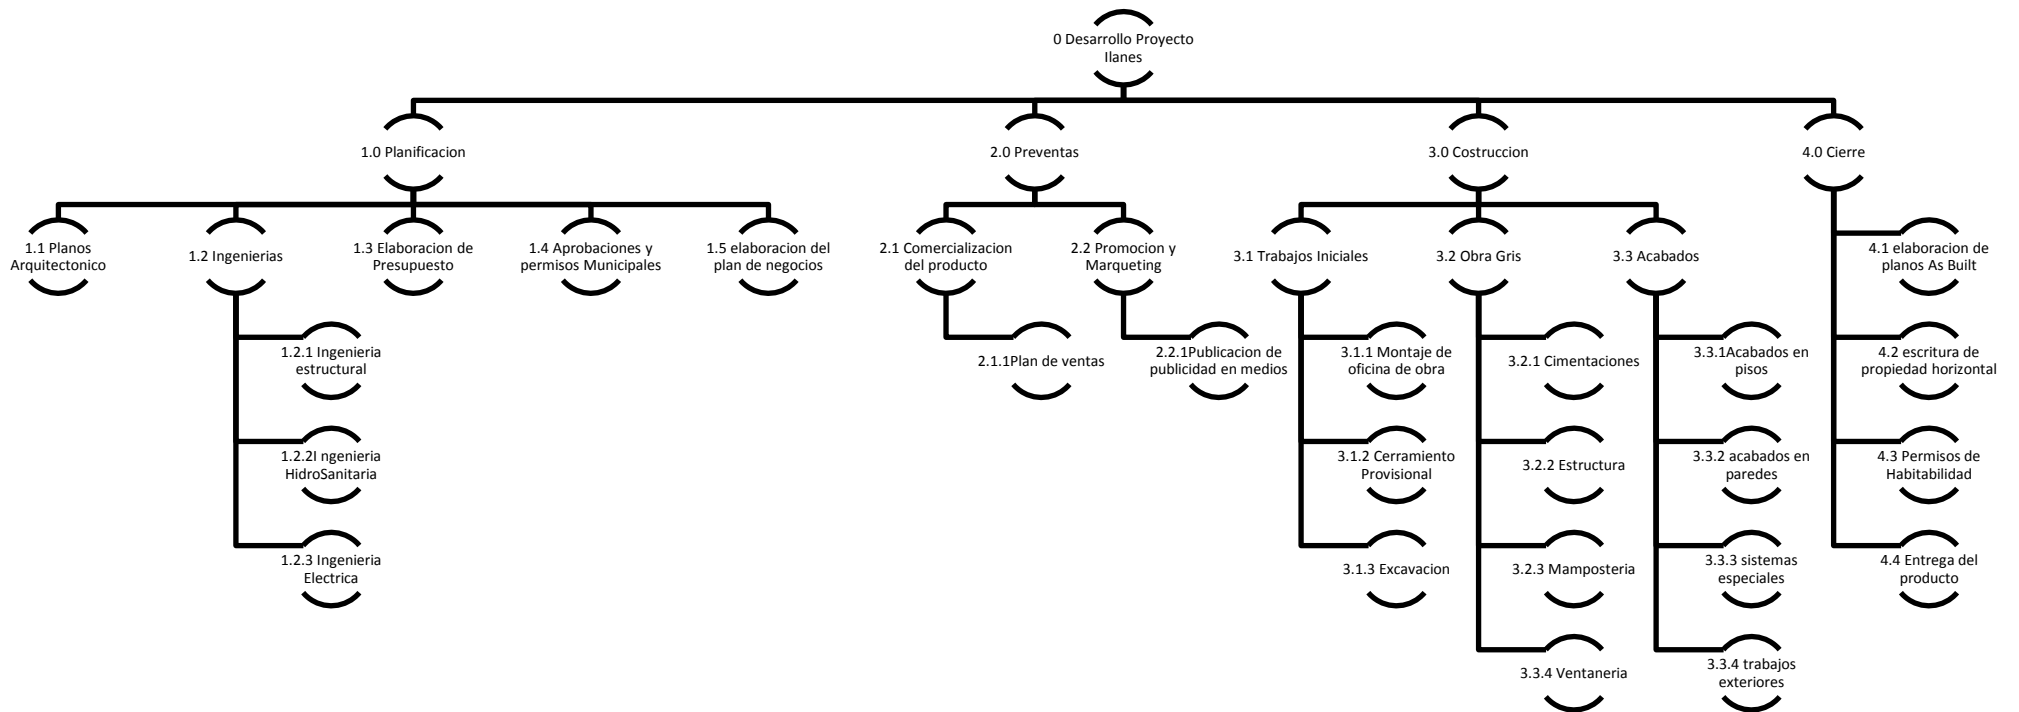 0 Desarrollo Proyecto
Ilanes
1.0 Planificacion
2.0 Preventas
3.0 Costruccion
4.0 Cierre
1.1 Planos
Arquitectonico
1.2 Ingenierias
1.3 Elaboracion de
Presupuesto
1.4 Aprobaciones y
permisos Municipales
1.5 elaboracion del
plan de negocios
2.1 Comercializacion
del producto
2.2 Promocion y
Marqueting
3.1 Trabajos Iniciales
3.2 Obra Gris
3.3 Acabados
4.1 elaboracion de
planos As Built
1.2.1 Ingenieria
estructural
2.1.1Plan de ventas
2.2.1Publicacion de
publicidad en medios
3.1.1 Montaje de
oficina de obra
3.2.1 Cimentaciones
3.3.1Acabados en
pisos
4.2 escritura de
propiedad horizontal
1.2.2I ngenieria
HidroSanitaria
3.1.2 Cerramiento
Provisional
3.2.2 Estructura
3.3.2 acabados en
paredes
4.3 Permisos de
Habitabilidad
1.2.3 Ingenieria
Electrica
3.1.3 Excavacion
3.2.3 Mamposteria
3.3.3 sistemas
especiales
4.4 Entrega del
producto
3.3.4 Ventaneria
3.3.4 trabajos
exteriores